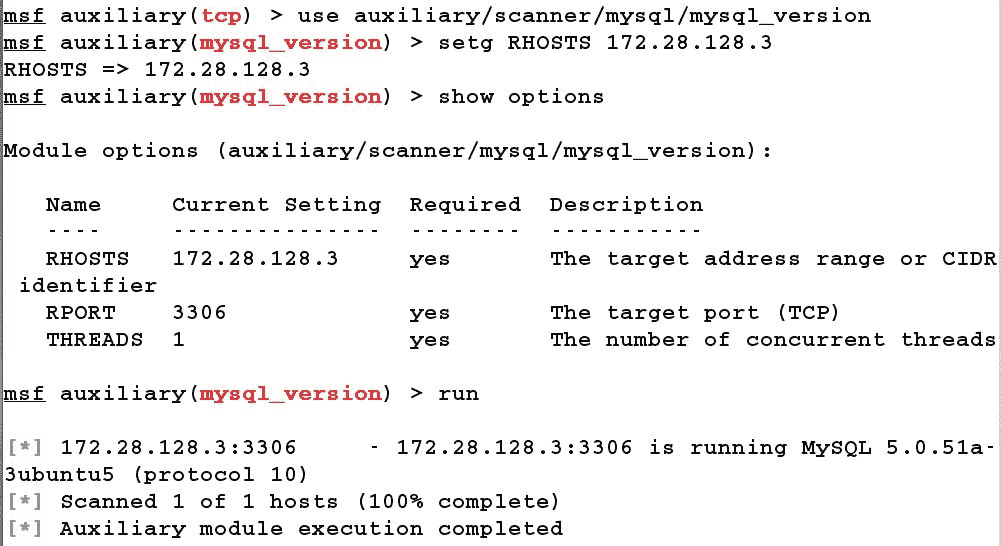 msf auxiliary(tcp) > use auxiliary/scanner/mysql/mysql_version
msf auxiliary(mysql_version) > setg RHOSTS 172.28.128.3
RHOSTS => 172.28.128.3
msf auxiliary(mysql_version) > show options

Module options (auxiliary/scanner/mysql/mysql_version):

   Name     Current Setting  Required  Description
   ----     ---------------  --------  -----------
   RHOSTS   172.28.128.3     yes       The target address range or CIDR
 identifier
   RPORT    3306             yes       The target port (TCP)
   THREADS  1                yes       The number of concurrent threads

msf auxiliary(mysql_version) > run

[*] 172.28.128.3:3306     - 172.28.128.3:3306 is running MySQL 5.0.51a-
3ubuntu5 (protocol 10)
[*] Scanned 1 of 1 hosts (100% complete)
[*] Auxiliary module execution completed